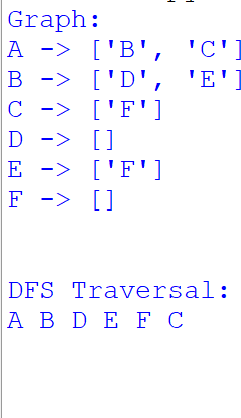 Graph:
A -> ['B', 'C']
B -> ['D', 'E']
C -> ['F']
D -> []
E -> ['F']
F -> []
DFS Traversal:
A B D E F C